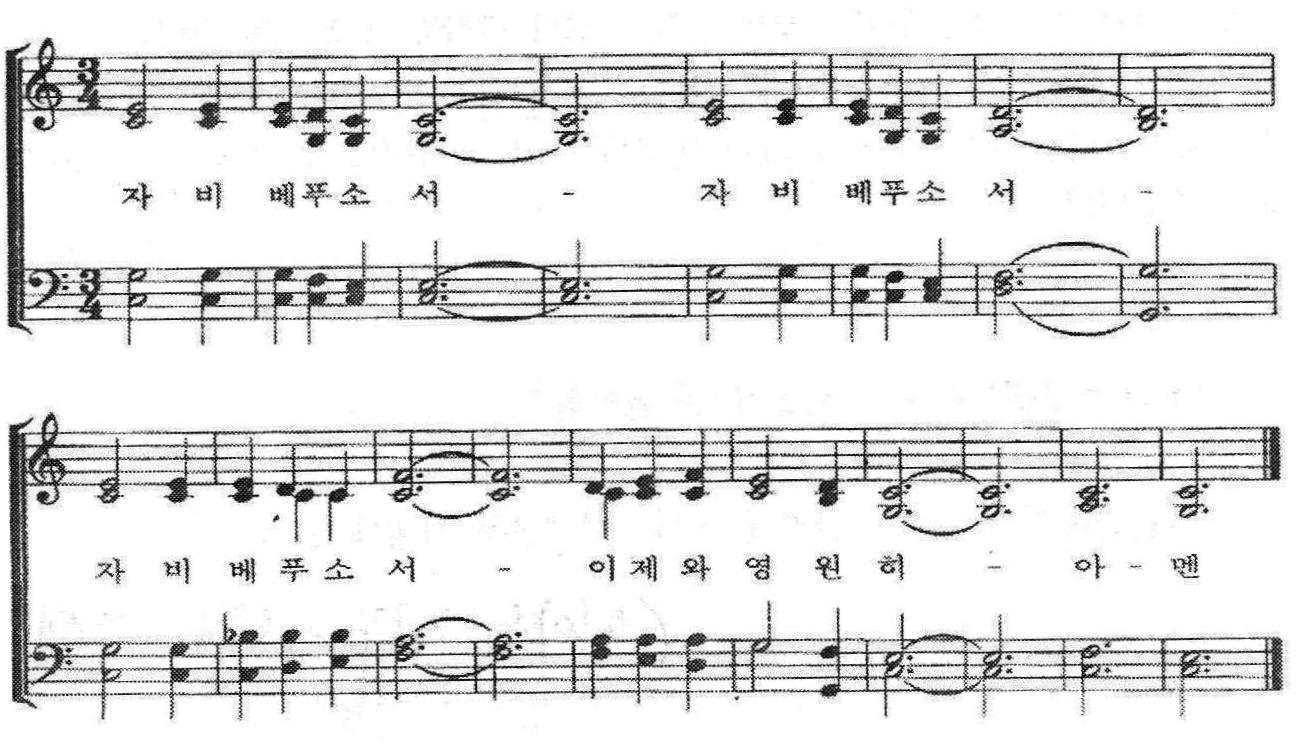 자 비 베푸소 서 - 자 비 베푸소 서 -
자 비 베 푸 소 서 - 이 제 와 영 원 히 - 아 - 멘